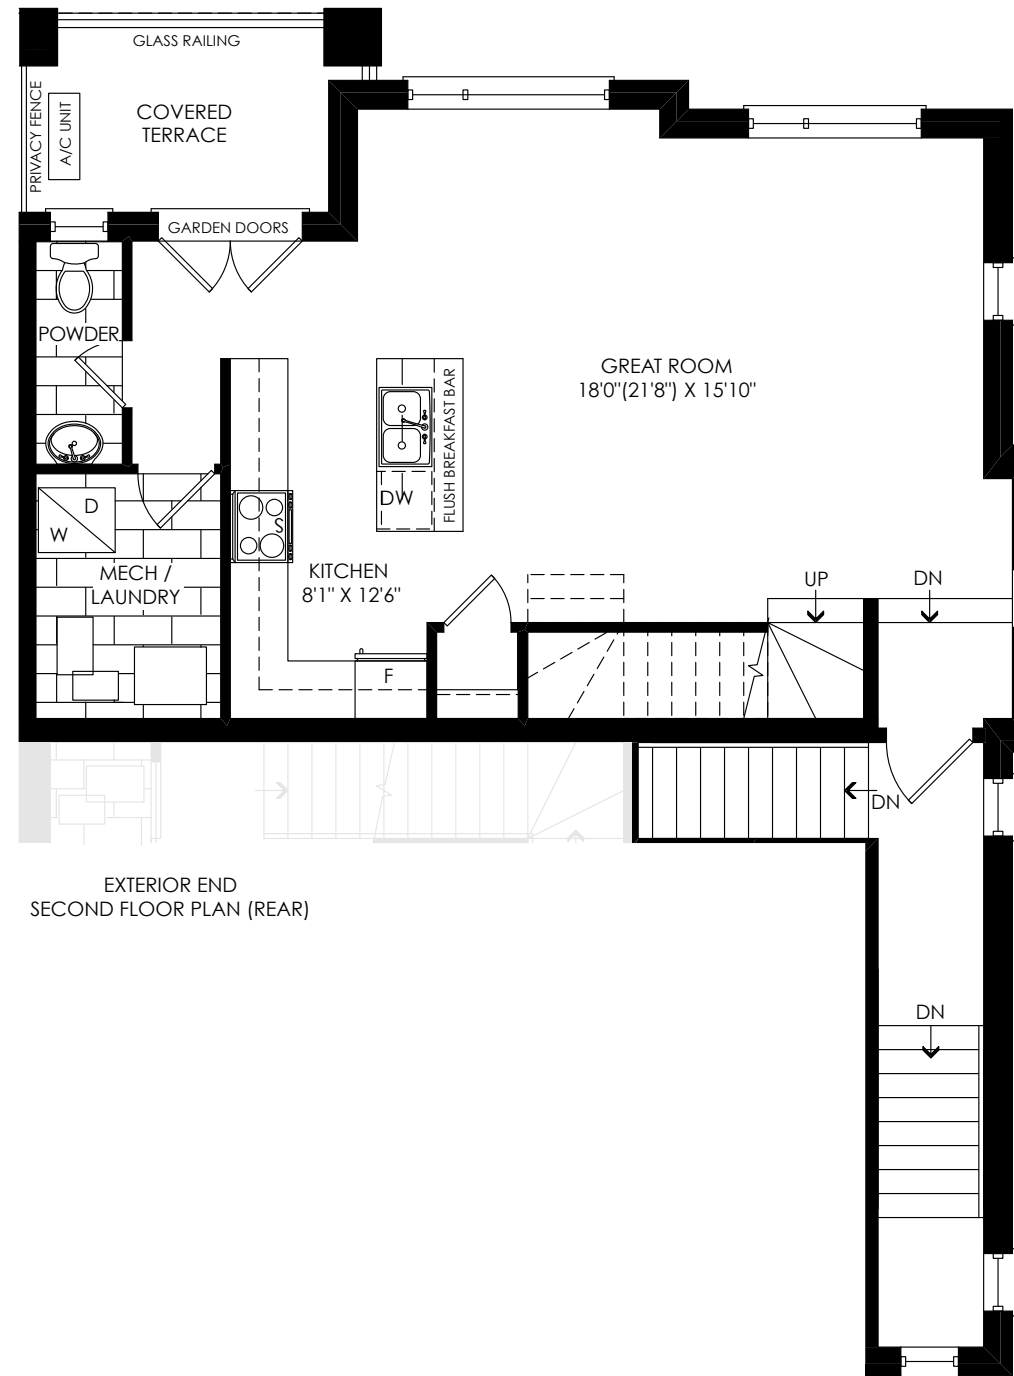 GLASS RAILING
PRIVACY FENCE
A/C UNIT
COVERED
TERRACE
GARDEN DOORS
POWDER
GREAT ROOM
18'0"(21'8") X 15'10"
FLUSH BREAKFAST BAR
DW
D
W
S
MECH /
LAUNDRY
KITCHEN
8'1" X 12'6"
UP
DN
F
DN
EXTERIOR END
SECOND FLOOR PLAN (REAR)
DN